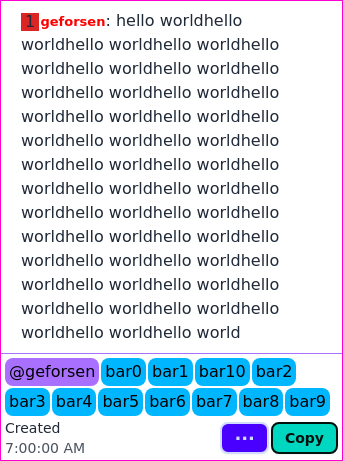 1 geforsen: hello worldhello
worldhello worldhello worldhello
worldhello worldhello worldhello
worldhello worldhello worldhello
worldhello worldhello worldhello
worldhello worldhello worldhello
worldhello worldhello worldhello
worldhello worldhello worldhello
worldhello worldhello worldhello
worldhello worldhello worldhello
worldhello worldhello worldhello
worldhello worldhello worldhello
worldhello worldhello worldhello
worldhello worldhello world
@geforsen bar0 bar1 bar10 bar2
bar3 bar4 bar5 bar6 bar7 bar8 bar9
Created
7:00:00 AM ... Copy